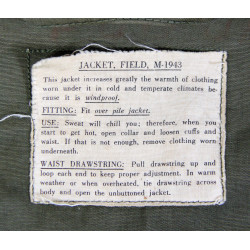 JACKET, FIELD, M-1943
This jacket increases greatly the warmth of clothing
worn under it in cold and temperate climates be-
cause it is windproof.
FITTING: Fit over pile jacket.
USE: Sweat will chill you; therefore, when you
start to get hot, open collar and loosen cuffs and
waist. If that is not enough, remove clothing worn
underneath.
WAIST DRAWSTRING: Pull drawstring up and
loop each end to keep proper adjustment. In warm
weather or when overheated, tie drawstring across
body and open the unbuttoned jacket.